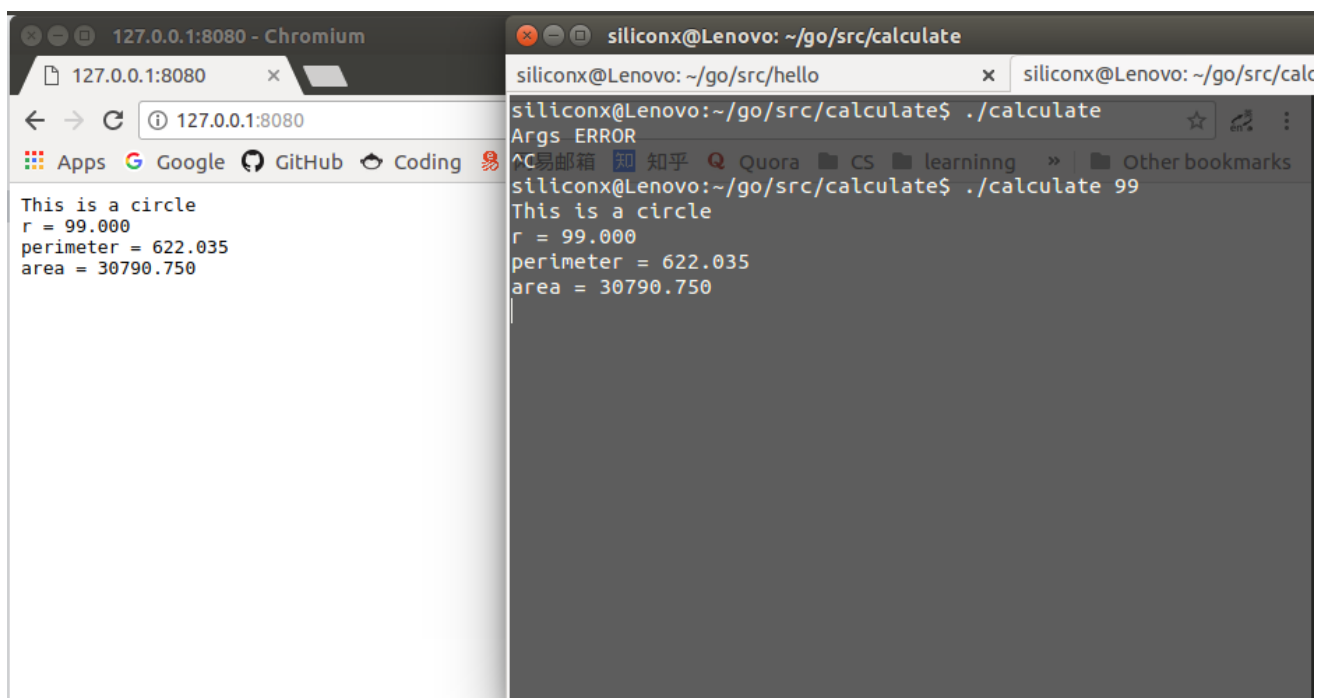 127.0.0.1:8080 - Chromium
127.0.0.1:8080
127.0.0.1:8080
Apps Google GitHub Coding
This is a circle
r = 99.000
perimeter = 622.035
area = 30790.750
siliconx@Lenovo: ~/go/src/calculate
siliconx@Lenovo: ~/go/src/hello siliconx@Lenovo: ~/go/src/calc
siliconx@Lenovo:~/go/src/calculate$ ./calculate
Args ERROR
^C
易邮箱 知 知乎 Q Quora CS learninng » Other bookmarks
siliconx@Lenovo:~/go/src/calculate$ ./calculate 99
This is a circle
r = 99.000
perimeter = 622.035
area = 30790.750